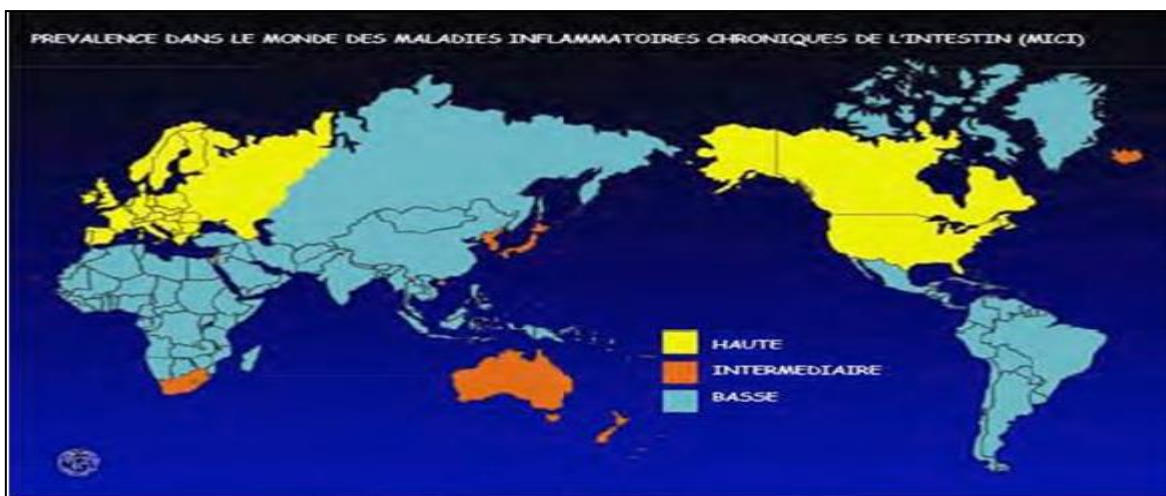 PREVALENCE DANS LE MONDE DES MALADIES INFLAMMATOIRES CHRONIQUES DE L'INTESTIN (MICI)
HAUTE
INTERMEDIAIRE
BASSE